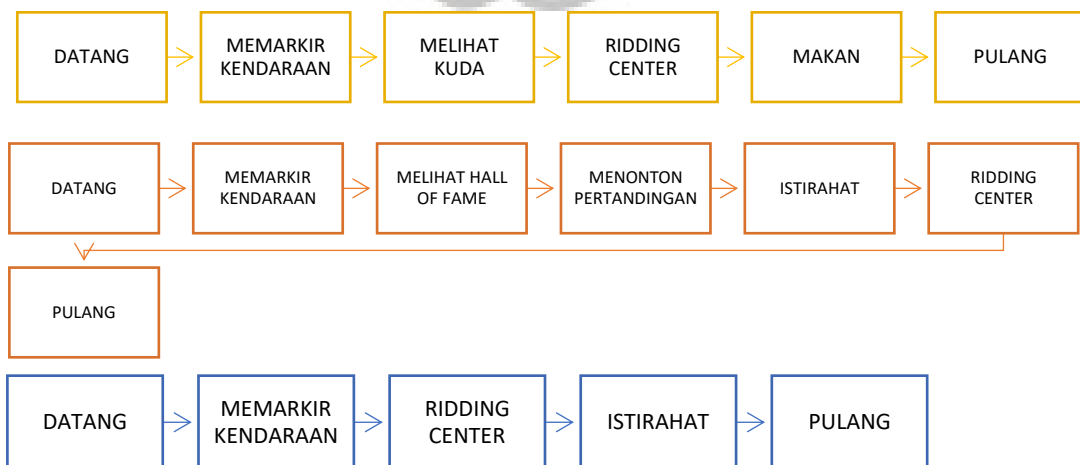 DATANG
MEMARKIR
KENDARAAN
MELIHAT
KUDA
RIDDING
CENTER
MAKAN
PULANG
DATANG
MEMARKIR
KENDARAAN
MELIHAT HALL
OF FAME
MENONTON
PERTANDINGAN
ISTIRAHAT
RIDDING
CENTER
PULANG
DATANG
MEMARKIR
KENDARAAN
RIDDING
CENTER
ISTIRAHAT
PULANG